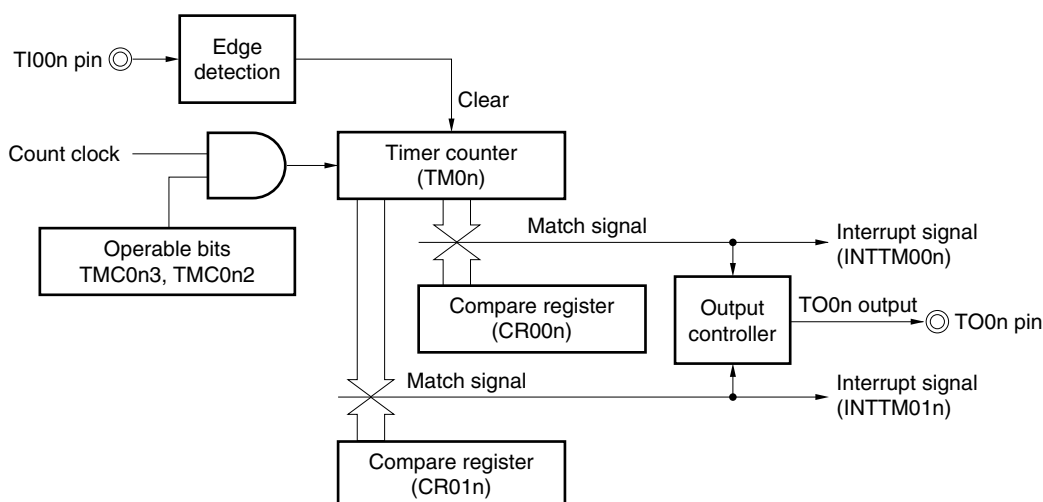 Edge
detection
TI00n pin
Clear
Count clock
Timer counter
(TM0n)
Operable bits
TMC0n3, TMC0n2
Match signal
Interrupt signal
(INTTM00n)
Compare register
(CR00n)
Output
controller
TO0n output
TO0n pin
Match signal
Interrupt signal
(INTTM01n)
Compare register
(CR01n)